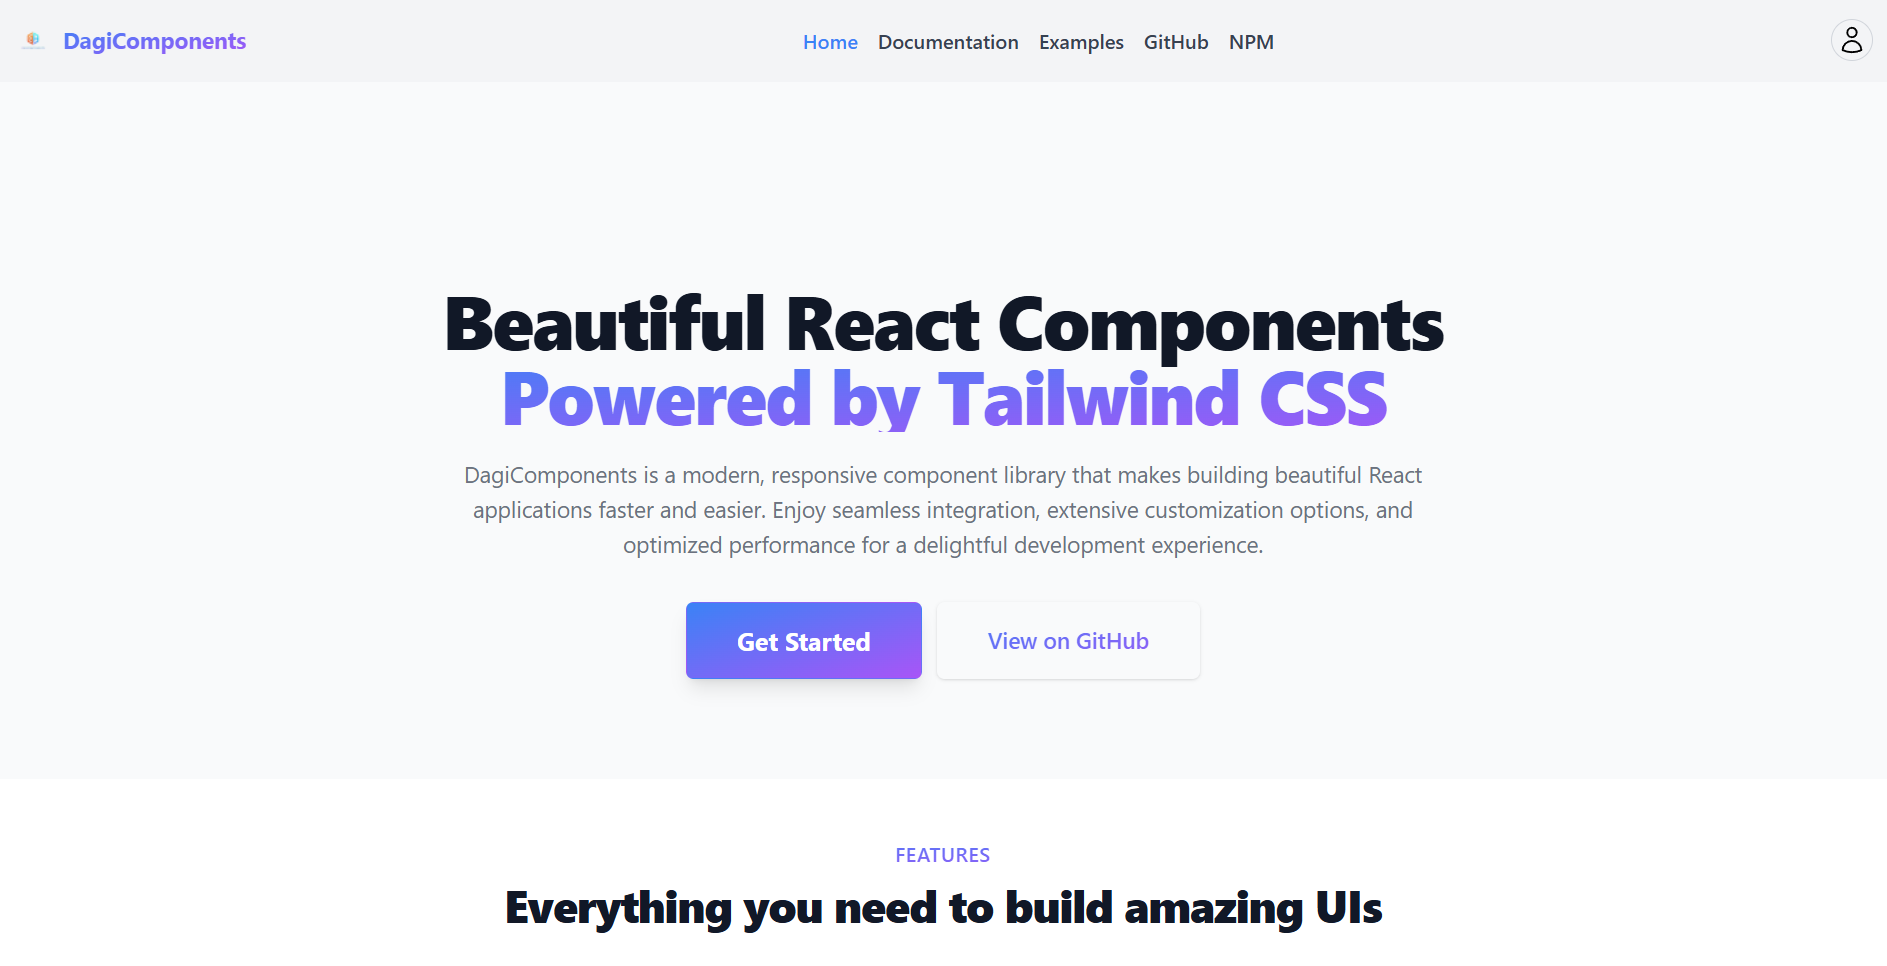 DagiComponents
Home Documentation Examples GitHub NPM
Beautiful React Components
Powered by Tailwind CSS
DagiComponents is a modern, responsive component library that makes building beautiful React
applications faster and easier. Enjoy seamless integration, extensive customization options, and
optimized performance for a delightful development experience.
Get Started
View on GitHub
FEATURES
Everything you need to build amazing UIs